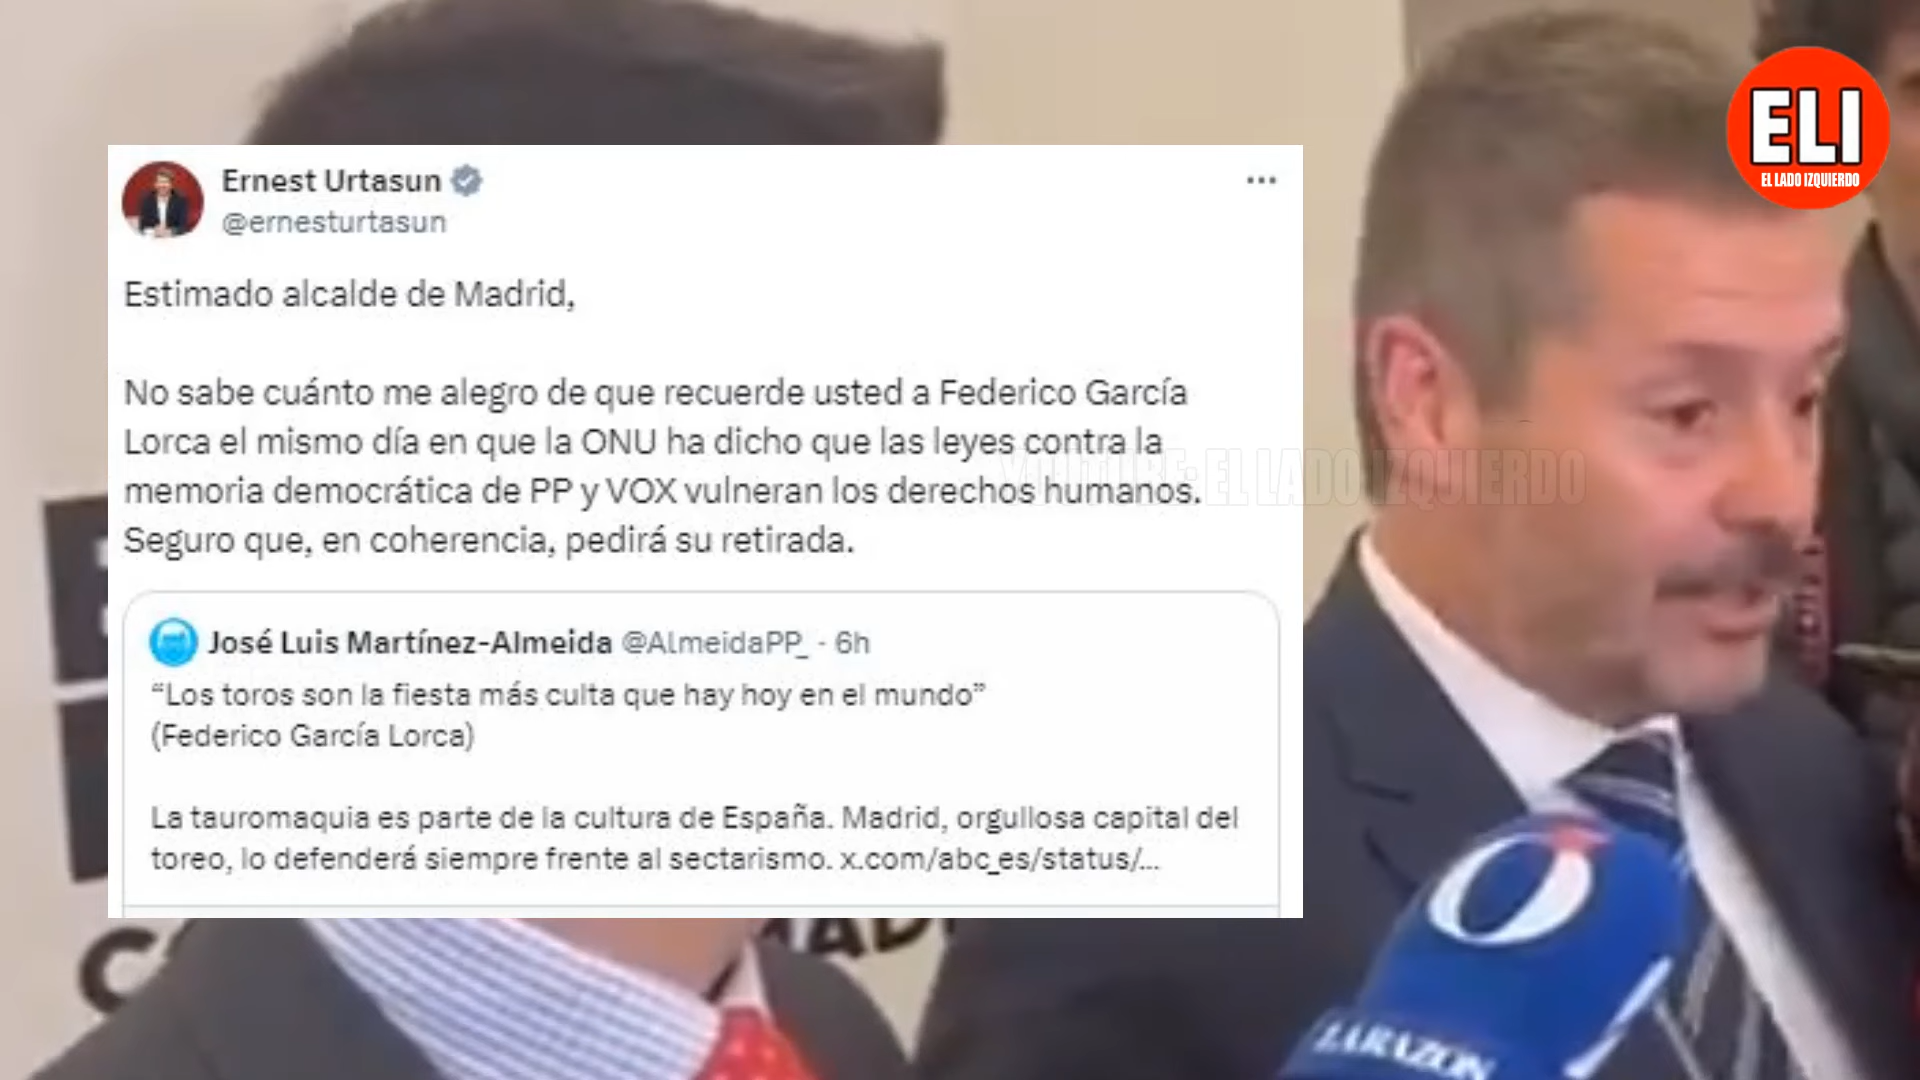 ELI
EL LADO IZQUIERDO
Ernest Urtasun
@ernesturtasun
Estimado alcalde de Madrid,
No sabe cuánto me alegro de que recuerde usted a Federico García
Lorca el mismo día en que la ONU ha dicho que las leyes contra la
memoria democrática de PP y VOX vulneran los derechos humanos.
Seguro que, en coherencia, pedirá su retirada.
YOUTUBE: EL LADO IZQUIERDO
José Luis Martínez-Almeida @AlmeidaPP_ · 6h
“Los toros son la fiesta más culta que hay hoy en el mundo”
(Federico García Lorca)
La tauromaquia es parte de la cultura de España. Madrid, orgullosa capital del
toreo, lo defenderá siempre frente al sectarismo. x.com/abc_es/status/...
LA RAZON